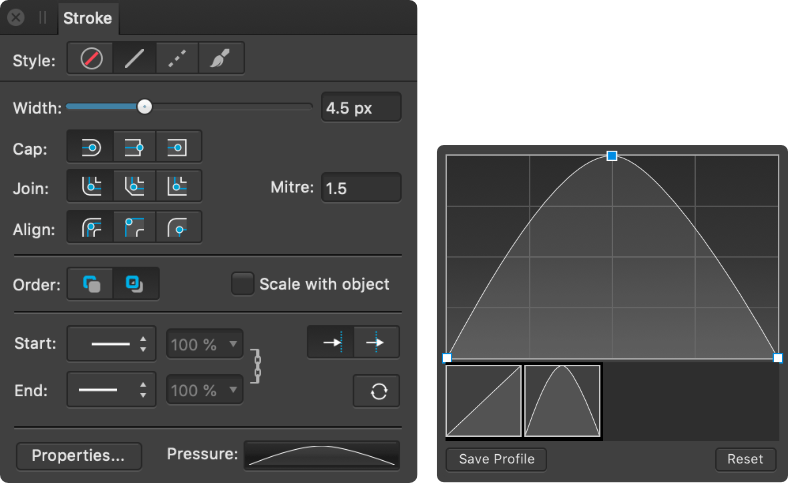 Stroke
Style:
Width: 4.5 px
Cap:
Join: Mitre: 1.5
Align:
Order: Scale with object
Start: 100 %
End: 100 %
Properties... Pressure:
Save Profile Reset